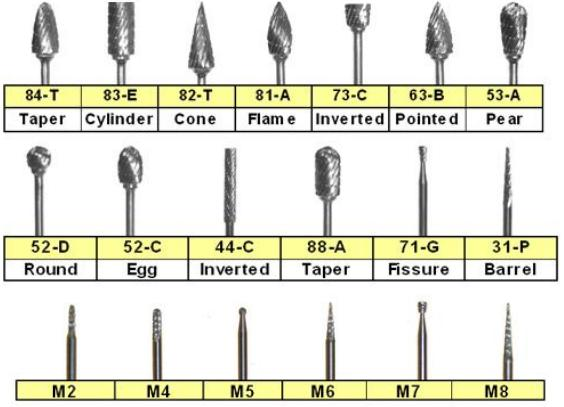 84-T 83-E 82-T 81-A 73-C 63-B 53-A
Taper Cylinder Cone Flame Inverted Pointed Pear
52-D 52-C 44-C 88-A 71-G 31-P
Round Egg Inverted Taper Fissure Barrel
M2 M4 M5 M6 M7 M8